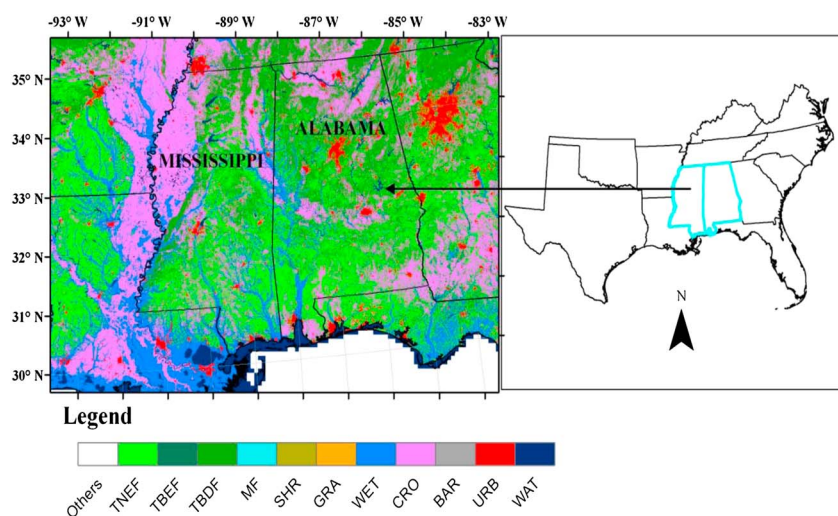 -93° W -91° W -89° W -87° W -85° W -83° W
35° N
34° N
33° N
32° N
31° N
30° N
MISSISSIPPI
ALABAMA
N
Legend
Others TNEF TBEF TBDF MF SHR GRA WET CRO BAR URB WAT